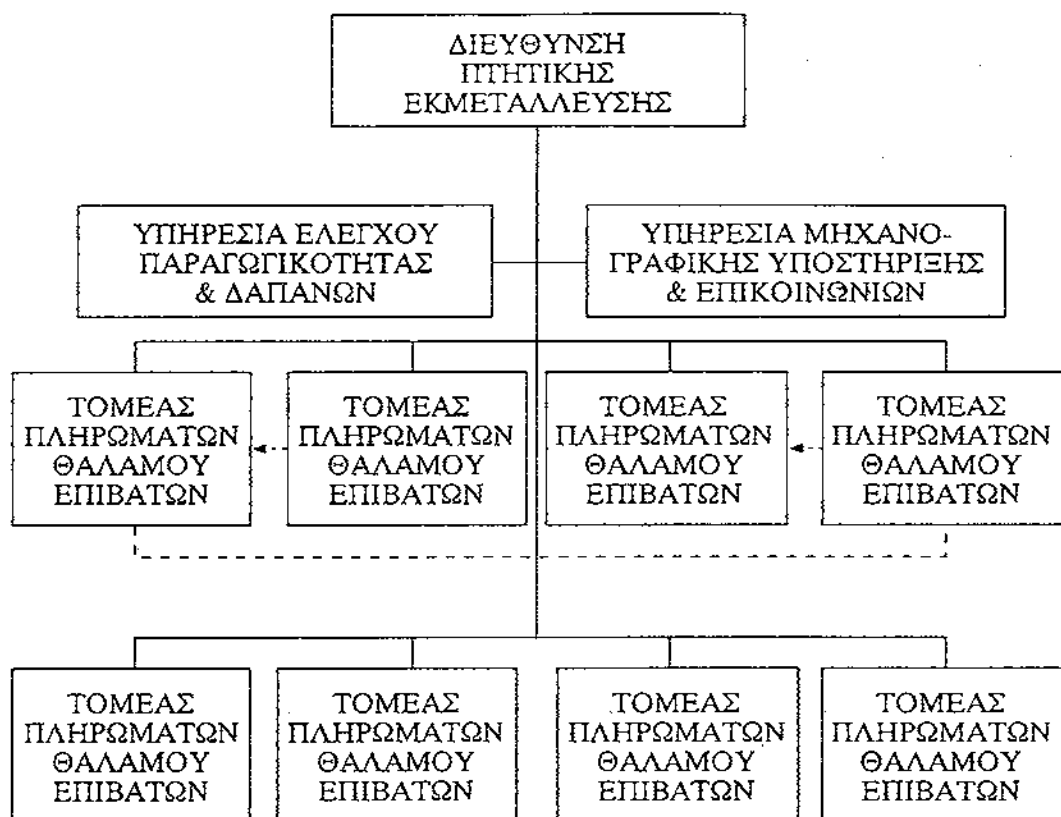 ΔΙΕΥΘΥΝΣΗ
ΠΤΗΤΙΚΗΣ
ΕΚΜΕΤΑΛΛΕΥΣΗΣ
ΥΠΗΡΕΣΙΑ ΕΛΕΓΧΟΥ
ΠΑΡΑΓΩΓΙΚΟΤΗΤΑΣ
& ΔΑΠΑΝΩΝ
ΥΠΗΡΕΣΙΑ ΜΗΧΑΝΟ-
ΓΡΑΦΙΚΗΣ ΥΠΟΣΤΗΡΙΞΗΣ
& ΕΠΙΚΟΙΝΩΝΙΩΝ
ΤΟΜΕΑΣ
ΠΛΗΡΩΜΑΤΩΝ
ΘΑΛΑΜΟΥ
ΕΠΙΒΑΤΩΝ
ΤΟΜΕΑΣ
ΠΛΗΡΩΜΑΤΩΝ
ΘΑΛΑΜΟΥ
ΕΠΙΒΑΤΩΝ
ΤΟΜΕΑΣ
ΠΛΗΡΩΜΑΤΩΝ
ΘΑΛΑΜΟΥ
ΕΠΙΒΑΤΩΝ
ΤΟΜΕΑΣ
ΠΛΗΡΩΜΑΤΩΝ
ΘΑΛΑΜΟΥ
ΕΠΙΒΑΤΩΝ
ΤΟΜΕΑΣ
ΠΛΗΡΩΜΑΤΩΝ
ΘΑΛΑΜΟΥ
ΕΠΙΒΑΤΩΝ
ΤΟΜΕΑΣ
ΠΛΗΡΩΜΑΤΩΝ
ΘΑΛΑΜΟΥ
ΕΠΙΒΑΤΩΝ
ΤΟΜΕΑΣ
ΠΛΗΡΩΜΑΤΩΝ
ΘΑΛΑΜΟΥ
ΕΠΙΒΑΤΩΝ
ΤΟΜΕΑΣ
ΠΛΗΡΩΜΑΤΩΝ
ΘΑΛΑΜΟΥ
ΕΠΙΒΑΤΩΝ